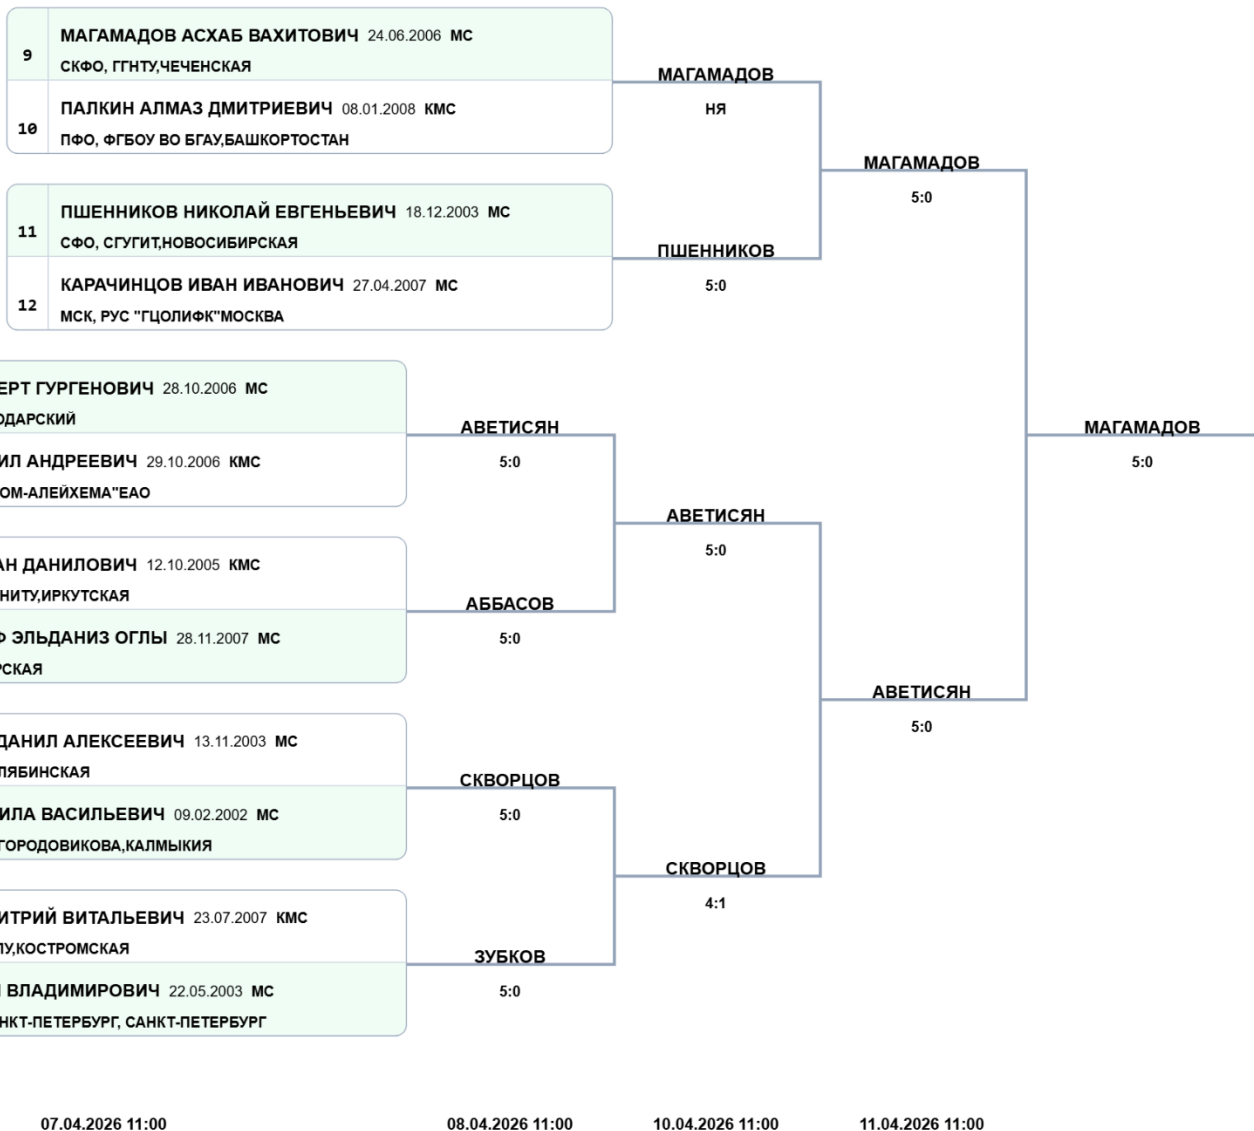 9
МАГАМАДОВ АСХАБ ВАХИТОВИЧ 24.06.2006 МС
СКФО, ГГНТУ,ЧЕЧЕНСКАЯ
10
ПАЛКИН АЛМАЗ ДМИТРИЕВИЧ 08.01.2008 КМС
ПФО, ФГБОУ ВО БГАУ,БАШКОРТОСТАН
МАГАМАДОВ
НЯ
11
ПШЕННИКОВ НИКОЛАЙ ЕВГЕНЬЕВИЧ 18.12.2003 МС
СФО, СГУГИТ,НОВОСИБИРСКАЯ
12
КАРАЧИНЦОВ ИВАН ИВАНОВИЧ 27.04.2007 МС
МСК, РУС "ГЦОЛИФК"МОСКВА
ПШЕННИКОВ
5:0
МАГАМАДОВ
5:0
ЕРТ ГУРГЕНОВИЧ 28.10.2006 МС
ОДАРСКИЙ
ИЛ АНДРЕЕВИЧ 29.10.2006 КМС
ОМ-АЛЕЙХЕМА"ЕАО
АВЕТИСЯН
5:0
АН ДАНИЛОВИЧ 12.10.2005 КМС
НИТУ,ИРКУТСКАЯ
Ф ЭЛЬДАНИЗ ОГЛЫ 28.11.2007 МС
РСКАЯ
АББАСОВ
5:0
АВЕТИСЯН
5:0
ДАНИЛ АЛЕКСЕЕВИЧ 13.11.2003 МС
ЛЯБИНСКАЯ
ИЛА ВАСИЛЬЕВИЧ 09.02.2002 МС
ГОРОДОВИКОВА,КАЛМЫКИЯ
СКВОРЦОВ
5:0
ИТРИЙ ВИТАЛЬЕВИЧ 23.07.2007 КМС
ПУ,КОСТРОМСКАЯ
ВЛАДИМИРОВИЧ 22.05.2003 МС
НКТ-ПЕТЕРБУРГ, САНКТ-ПЕТЕРБУРГ
ЗУБКОВ
5:0
СКВОРЦОВ
4:1
АВЕТИСЯН
5:0
МАГАМАДОВ
5:0
07.04.2026 11:00
08.04.2026 11:00
10.04.2026 11:00
11.04.2026 11:00